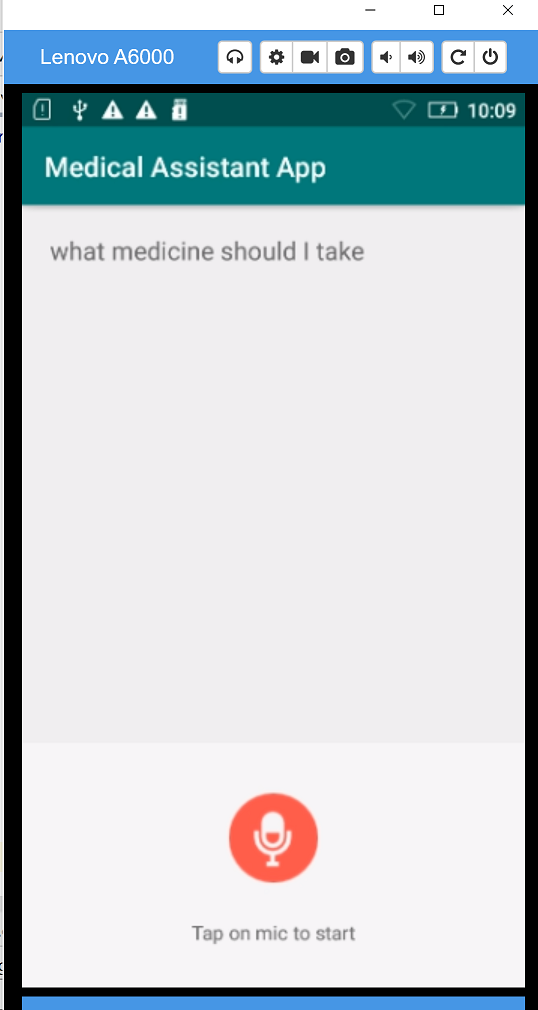 Lenovo A6000
10:09
Medical Assistant App
what medicine should I take
Tap on mic to start